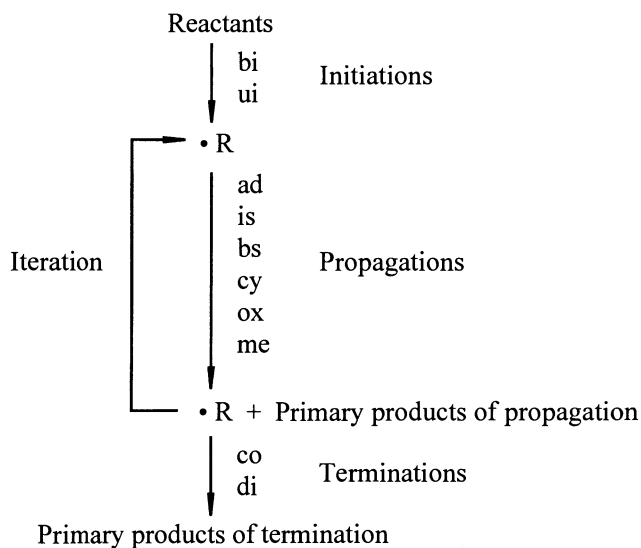 Reactants
bi
ui
Initiations
• R
ad
is
bs
cy
ox
me
Iteration
Propagations
• R + Primary products of propagation
co
di
Terminations
Primary products of termination